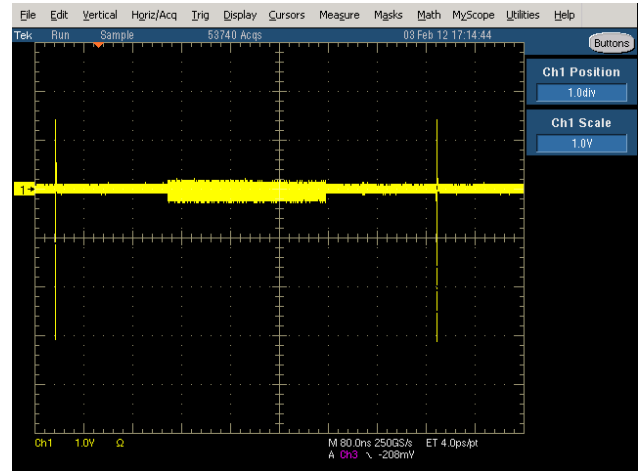 File Edit Vertical Horiz/Acq Trig Display Cursors Measure Masks Math MyScope Utilities Help
Tek Run Sample 53740 Acqs 03 Feb 12 17:14:44 Buttons
Ch1 Position
1.0div
Ch1 Scale
1.0V
1
Ch1 1.0V Ω M 80.0ns 250GS/s ET 4.0ps/pt
A Ch3 -208mV